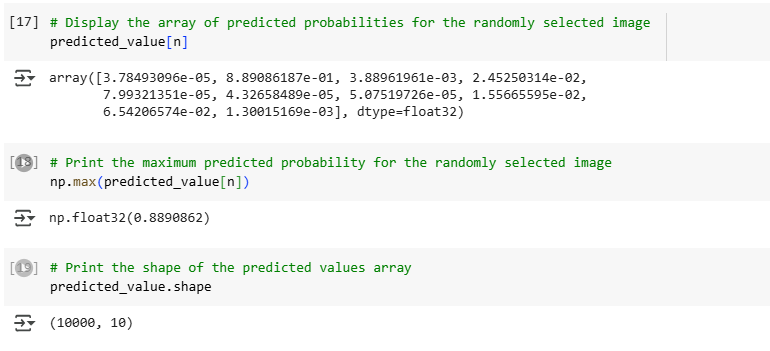 [17] # Display the array of predicted probabilities for the randomly selected image
predicted_value[n]
array([3.78493096e-05, 8.89086187e-01, 3.88961961e-03, 2.45250314e-02,
7.99321351e-05, 4.32658489e-05, 5.07519726e-05, 1.55665595e-02,
6.54206574e-02, 1.30015169e-03], dtype=float32)
[18] # Print the maximum predicted probability for the randomly selected image
np.max(predicted_value[n])
np.float32(0.8890862)
[19] # Print the shape of the predicted values array
predicted_value.shape
(10000, 10)